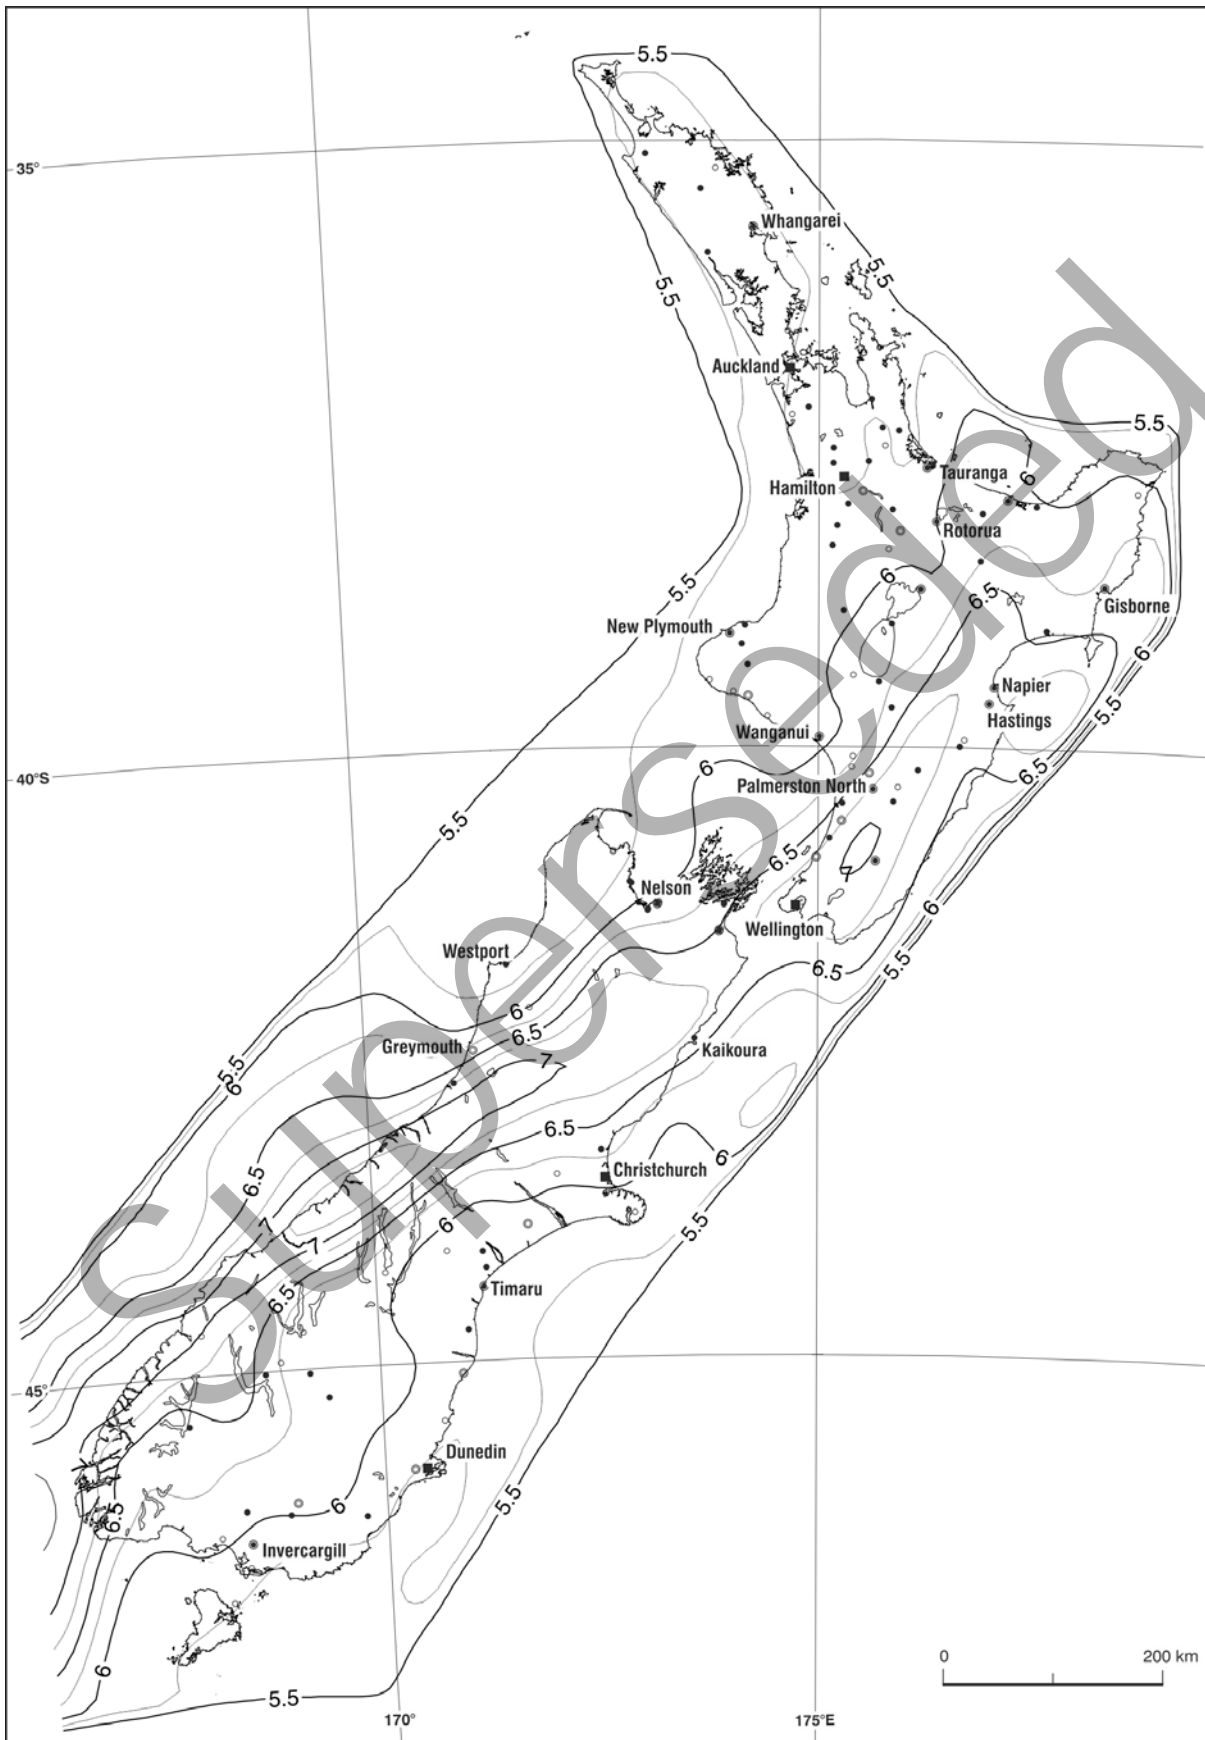 5.5
35°
Whangarei
5.5
5.5
Auckland
5.5
Tauranga
6
Hamilton
Rotorua
6
5.5
6.5
Gisborne
New Plymouth
6
Napier
5.5
Hastings
Wanganui
6
6.5
40°S
Palmerston North
5.5
6.5
7
Nelson
6
Wellington
Westport
6.5
5.5
6
6.5
Greymouth
Kaikoura
7
5.5
6
6.5
6
Christchurch
6.5
7
6
5.5
7
6.5
Timaru
45°
Dunedin
5.5
6
6.5
Invercargill
0
200 km
6
5.5
170°
175°E
Superseded